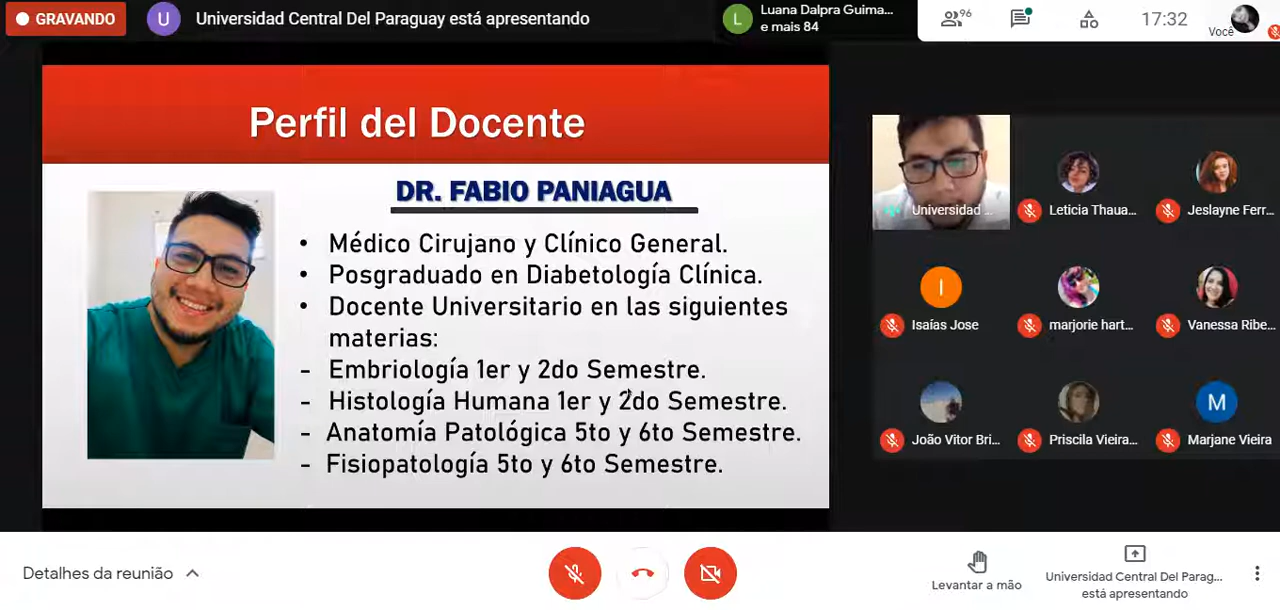 GRAVANDO
U
Universidad Central Del Paraguay está apresentando
L
Luana Dalpra Guima...
e mais 84
96
17:32
Você
Perfil del Docente
DR. FABIO PANIAGUA
• Médico Cirujano y Clínico General.
• Posgraduado en Diabetología Clínica.
• Docente Universitario en las siguientes
materias:
- Embriología 1er y 2do Semestre.
- Histología Humana 1er y 2do Semestre.
- Anatomía Patológica 5to y 6to Semestre.
- Fisiopatología 5to y 6to Semestre.
Universidad ...
Leticia Thaua...
Jeslayne Ferr...
I
Isaías Jose
marjorie hart...
Vanessa Ribe...
João Vitor Bri...
Priscila Vieira...
M
Marjane Vieira
Detalhes da reunião
Levantar a mão
Universidad Central Del Parag...
está apresentando